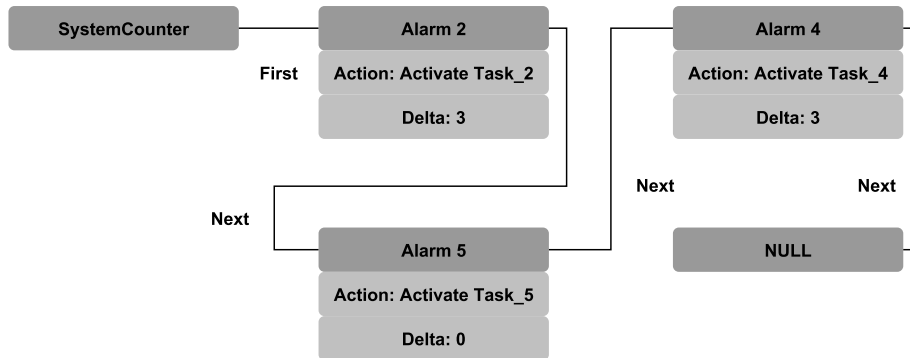 SystemCounter
Alarm 2
Alarm 4
First
Action: Activate Task_2
Action: Activate Task_4
Delta: 3
Delta: 3
Next
Next
Next
Alarm 5
NULL
Action: Activate Task_5
Delta: 0